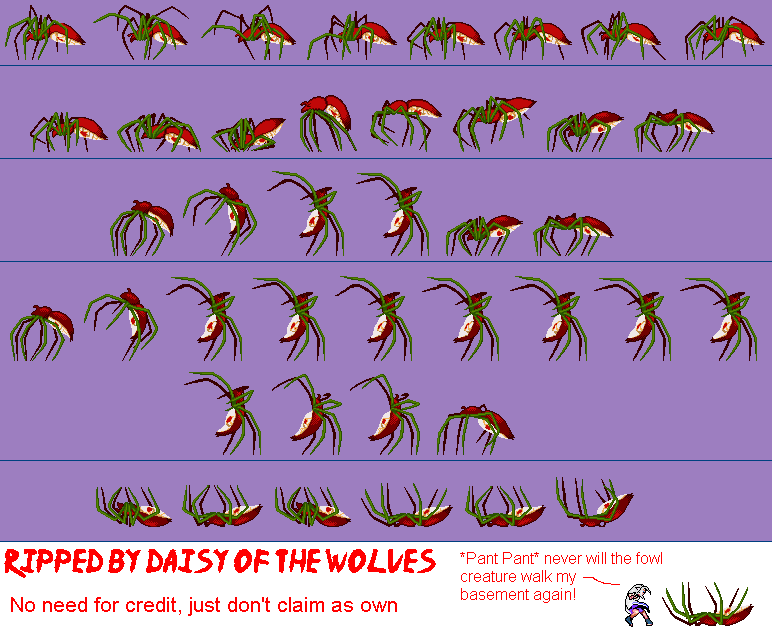 RIPPED BY DAISY OF THE WOLVES
No need for credit, just don't claim as own
*Pant Pant* never will the fowl
creature walk my
basement again!